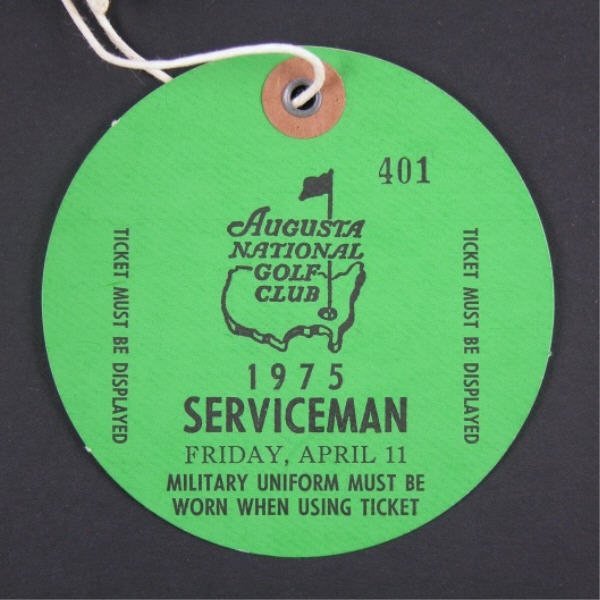 401
AUGUSTA
NATIONAL
GOLF
CLUB
TICKET MUST BE DISPLAYED
TICKET MUST BE DISPLAYED
1975
SERVICEMAN
FRIDAY, APRIL 11
MILITARY UNIFORM MUST BE
WORN WHEN USING TICKET